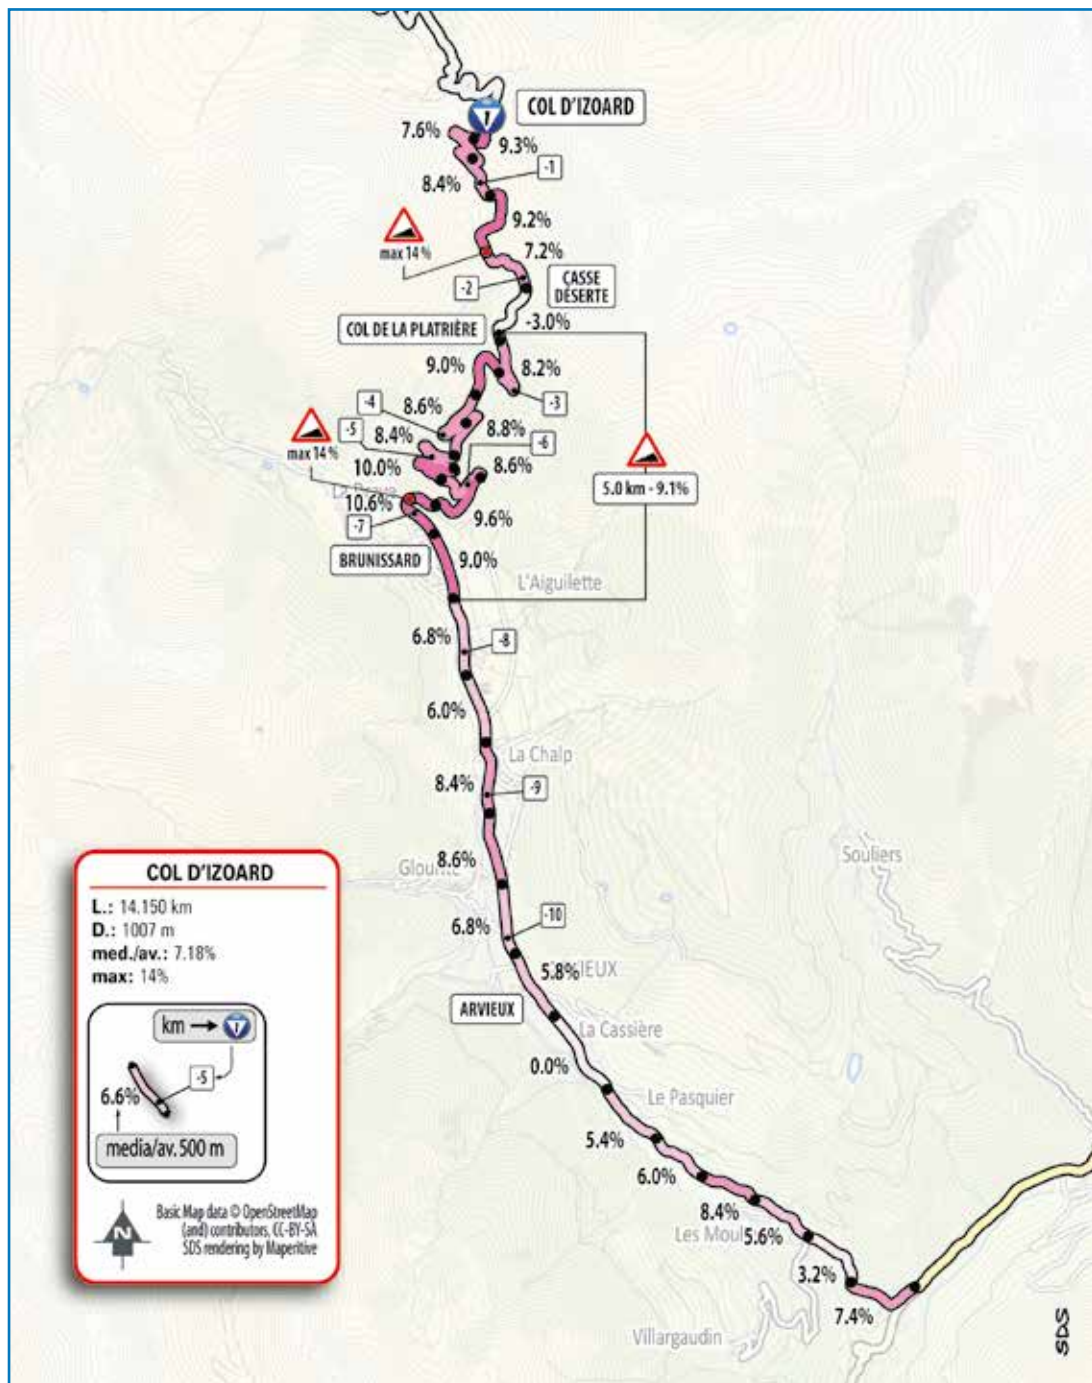 COL D'IZOARD
7.6%
9.3%
-1
8.4%
9.2%
max 14 %
7.2%
-2
CASSE
DÉSERTE
-3.0%
COL DE LA PLATRIÈRE
9.0%
8.2%
-3
8.6%
-4
8.8%
-5
8.4%
-6
max 14 %
10.0%
8.6%
5.0 km - 9.1%
10.6%
9.6%
-7
BRUNISSARD
9.0%
L'Aiguilette
6.8%
-8
6.0%
La Chalp
8.4%
-9
8.6%
Souliers
6.8%
-10
5.8%
ARVIEUX
La Cassière
0.0%
Le Pasquier
5.4%
6.0%
8.4%
Les
5.6%
3.2%
7.4%
Villargaudin
SDS
COL D'IZOARD
L.: 14.150 km
D.: 1007 m
med./av.: 7.18%
max: 14%
km
-5
6.6%
media/av. 500 m
N
Basic Map data © OpenStreetMap
(and) contributors, CC-BY-SA
SDS rendering by Maperitive